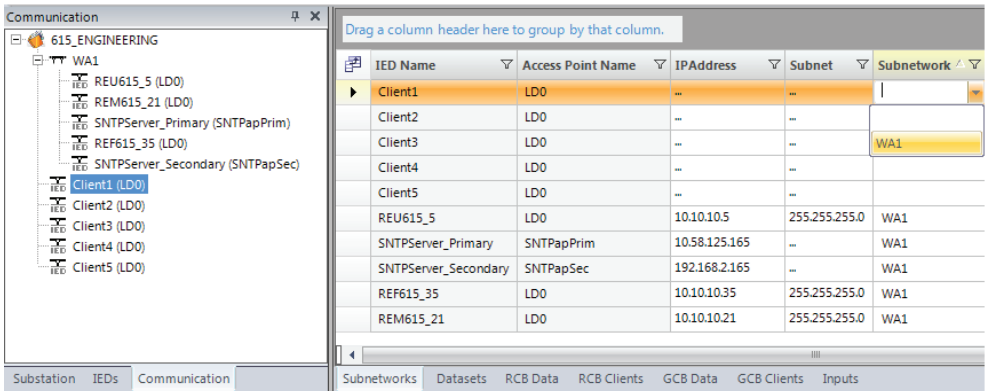 Communication
615_ENGINEERING
WA1
REU615_5 (LD0)
REM615_21 (LD0)
SNTPServer_Primary (SNTPapPrim)
REF615_35 (LD0)
SNTPServer_Secondary (SNTPapSec)
Client1 (LD0)
Client2 (LD0)
Client3 (LD0)
Client4 (LD0)
Client5 (LD0)
Substation IEDs Communication
Drag a column header here to group by that column.
IED Name Access Point Name IPAddress Subnet Subnetwork
Client1 LD0 ... ...
Client2 LD0 ... ...
Client3 LD0 ... ... WA1
Client4 LD0 ... ...
Client5 LD0 ... ...
REU615_5 LD0 10.10.10.5 255.255.255.0 WA1
SNTPServer_Primary SNTPapPrim 10.58.125.165 ... WA1
SNTPServer_Secondary SNTPapSec 192.168.2.165 ... WA1
REF615_35 LD0 10.10.10.35 255.255.255.0 WA1
REM615_21 LD0 10.10.10.21 255.255.255.0 WA1
Subnetworks Datasets RCB Data RCB Clients GCB Data GCB Clients Inputs